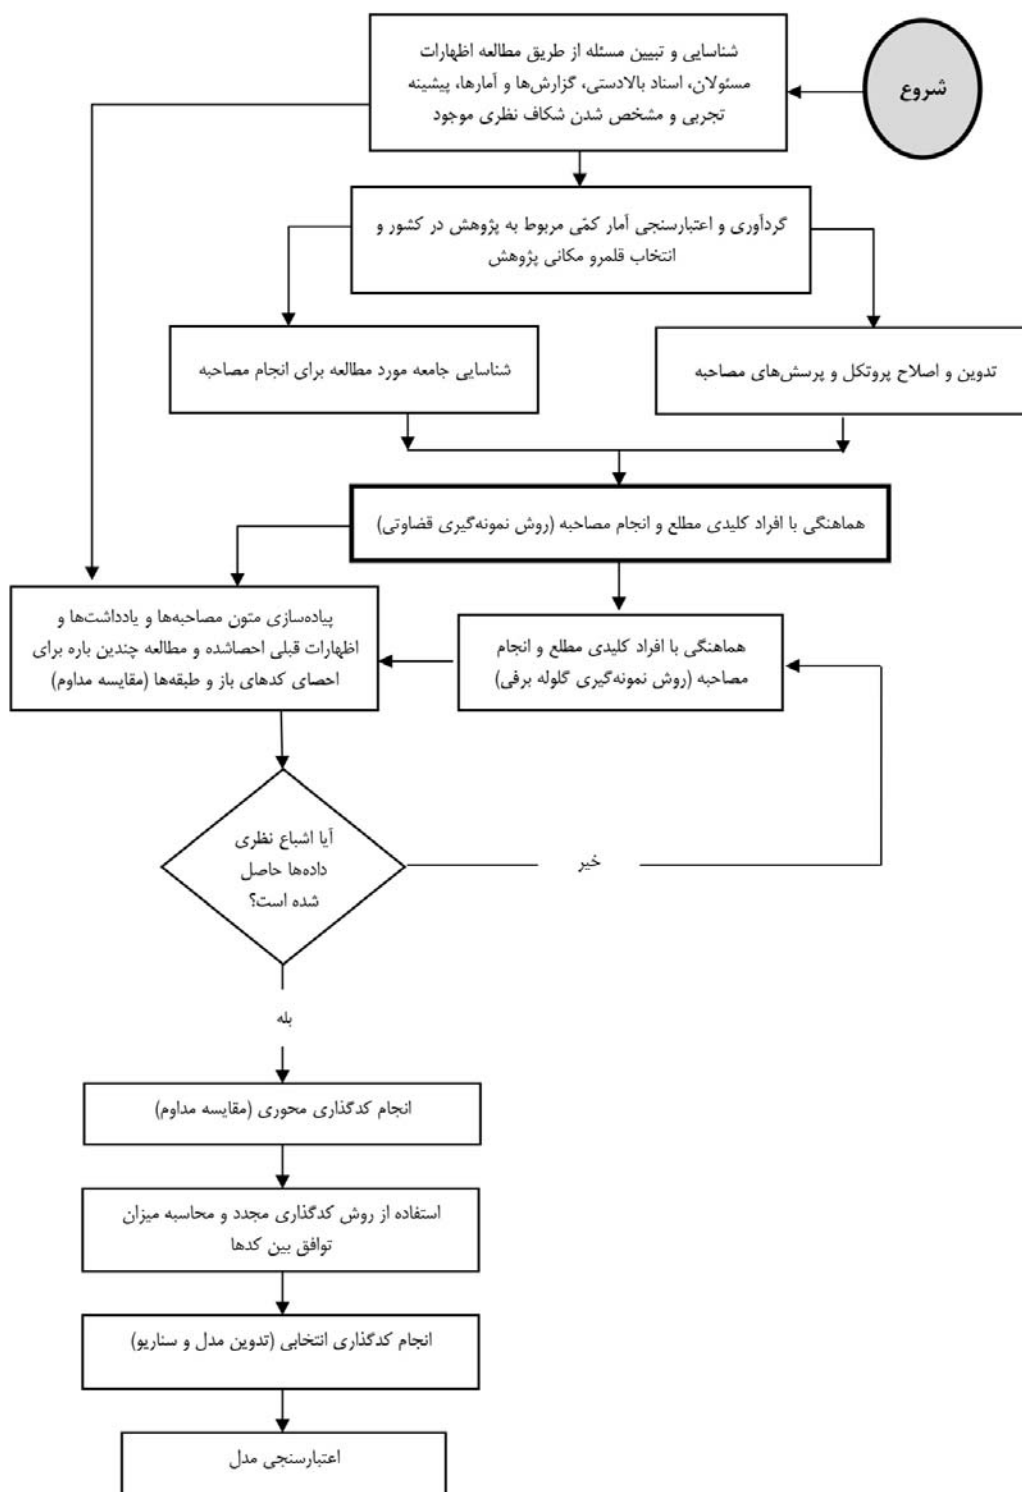 شروع
شناسایی و تبیین مسئله از طریق مطالعه اظهارات
مسئولان، اسناد بالادستی، گزارش‌ها و آمارها، پیشینه
تجربی و مشخص شدن شکاف نظری موجود
گردآوری و اعتبارسنجی آمار کمّی مربوط به پژوهش در کشور و
انتخاب قلمرو مکانی پژوهش
تدوین و اصلاح پروتکل و پرسش‌های مصاحبه
شناسایی جامعه مورد مطالعه برای انجام مصاحبه
هماهنگی با افراد کلیدی مطلع و انجام مصاحبه (روش نمونه‌گیری قضاوتی)
هماهنگی با افراد کلیدی مطلع و انجام
مصاحبه (روش نمونه‌گیری گلوله برفی)
پیاده‌سازی متون مصاحبه‌ها و یادداشت‌ها و
اظهارات قبلی احصاشده و مطالعه چندین باره برای
احصای کدهای باز و طبقه‌ها (مقایسه مداوم)
آیا اشباع نظری
داده‌ها حاصل
شده است؟
خیر
بله
انجام کدگذاری محوری (مقایسه مداوم)
استفاده از روش کدگذاری مجدد و محاسبه میزان
توافق بین کدها
انجام کدگذاری انتخابی (تدوین مدل و سناریو)
اعتبارسنجی مدل